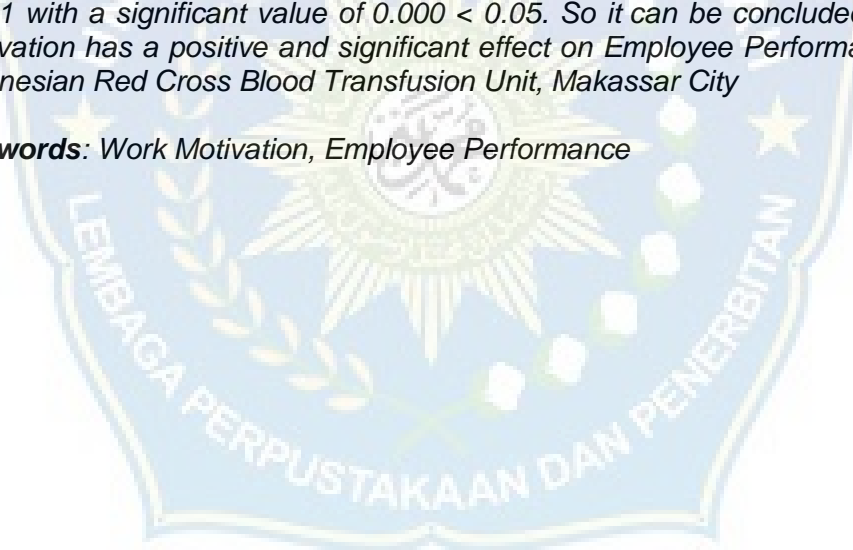 1 with a significant value of 0.000 < 0.05. So it can be concluded
vation has a positive and significant effect on Employee Performa
nesian Red Cross Blood Transfusion Unit, Makassar City
words: Work Motivation, Employee Performance
LEMBAGA PERPUSTAKAAN DAN PENERBITAN